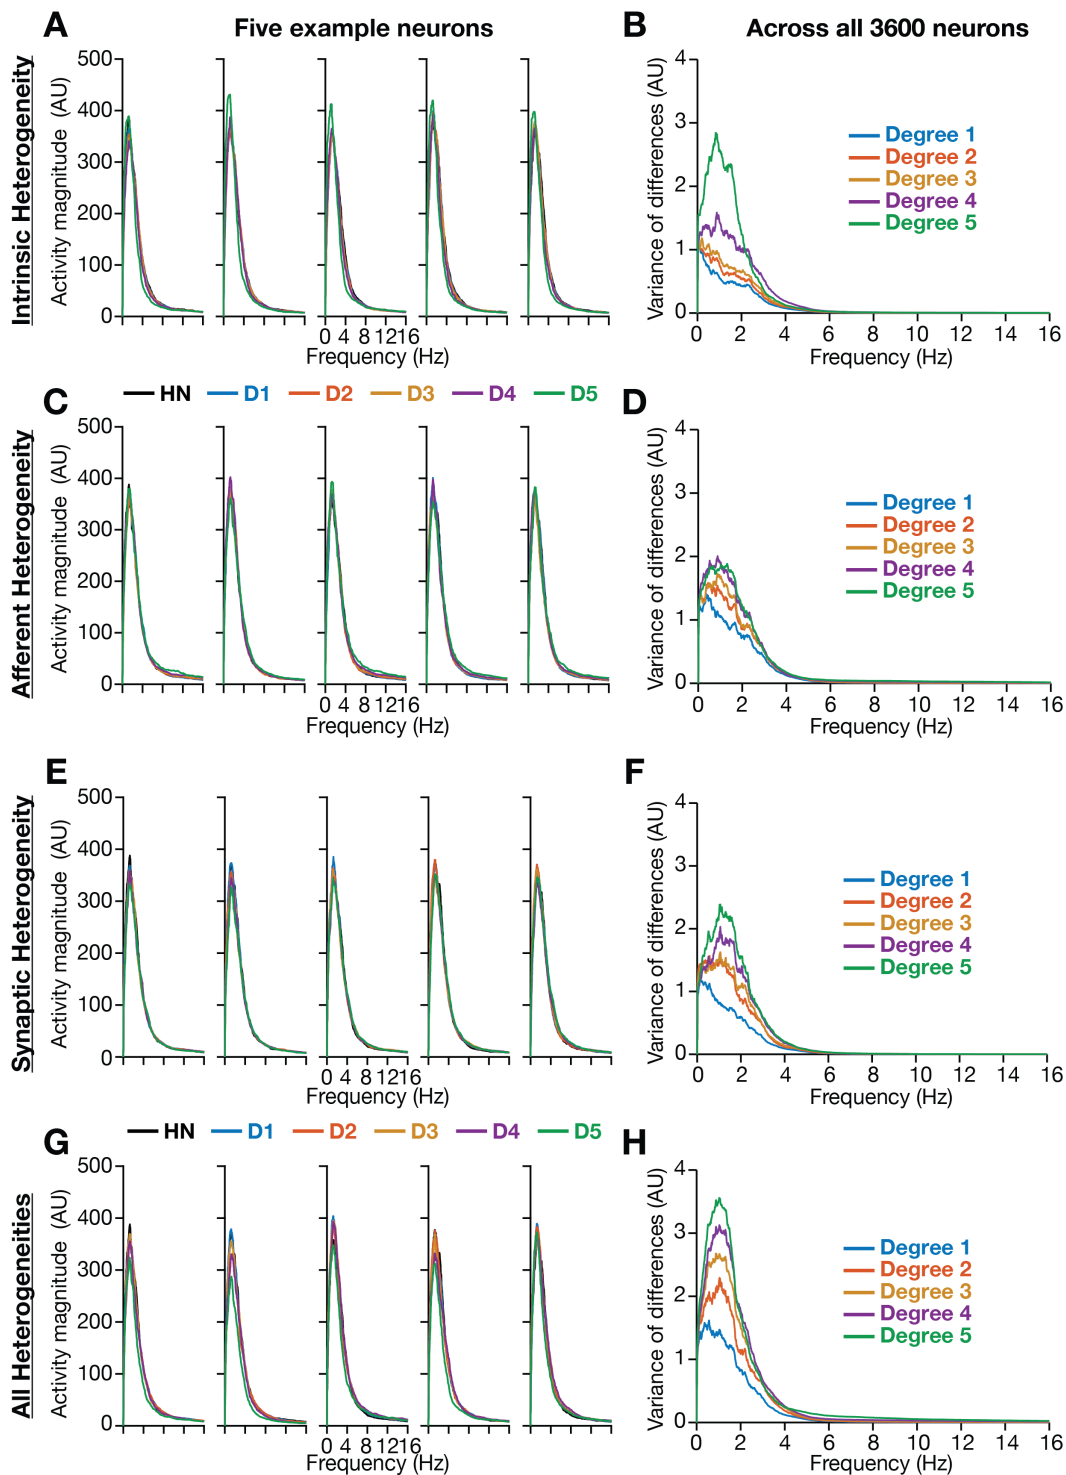 A
Five example neurons
B
Across all 3600 neurons
Intrinsic Heterogeneity
Activity magnitude (AU)
500
400
300
200
100
0
0 4 8 12 16
Frequency (Hz)
Variance of differences (AU)
4
3
2
1
0
Degree 1
Degree 2
Degree 3
Degree 4
Degree 5
0 2 4 6 8 10 12 14 16
Frequency (Hz)
HN D1 D2 D3 D4 D5
C
D
Afferent Heterogeneity
Activity magnitude (AU)
500
400
300
200
100
0
0 4 8 12 16
Frequency (Hz)
Variance of differences (AU)
4
3
2
1
0
Degree 1
Degree 2
Degree 3
Degree 4
Degree 5
0 2 4 6 8 10 12 14 16
Frequency (Hz)
E
F
Synaptic Heterogeneity
Activity magnitude (AU)
500
400
300
200
100
0
0 4 8 12 16
Frequency (Hz)
Variance of differences (AU)
4
3
2
1
0
Degree 1
Degree 2
Degree 3
Degree 4
Degree 5
0 2 4 6 8 10 12 14 16
Frequency (Hz)
HN D1 D2 D3 D4 D5
G
H
All Heterogeneities
Activity magnitude (AU)
500
400
300
200
100
0
0 4 8 12 16
Frequency (Hz)
Variance of differences (AU)
4
3
2
1
0
Degree 1
Degree 2
Degree 3
Degree 4
Degree 5
0 2 4 6 8 10 12 14 16
Frequency (Hz)